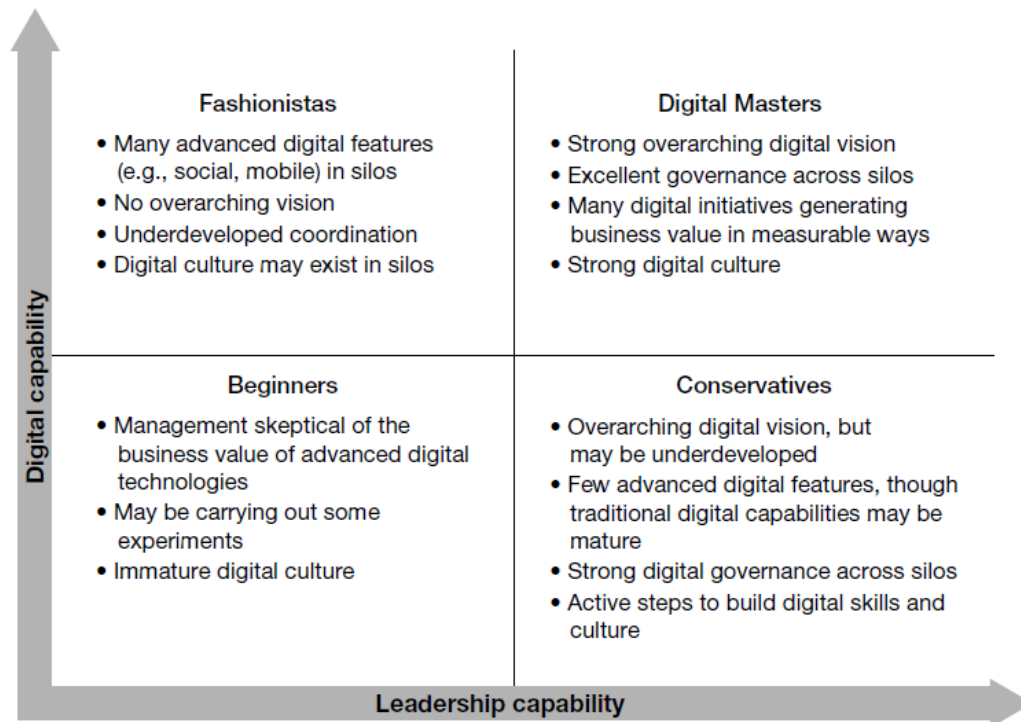 Fashionistas
• Many advanced digital features
(e.g., social, mobile) in silos
• No overarching vision
• Underdeveloped coordination
• Digital culture may exist in silos
Digital Masters
• Strong overarching digital vision
• Excellent governance across silos
• Many digital initiatives generating
business value in measurable ways
• Strong digital culture
Digital capability
Beginners
• Management skeptical of the
business value of advanced digital
technologies
• May be carrying out some
experiments
• Immature digital culture
Conservatives
• Overarching digital vision, but
may be underdeveloped
• Few advanced digital features, though
traditional digital capabilities may be
mature
• Strong digital governance across silos
• Active steps to build digital skills and
culture
Leadership capability